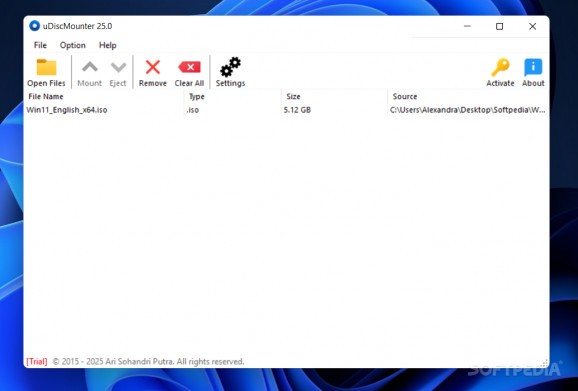 uDiscMounter 25.0
File Option Help
Open Files Mount Eject Remove Clear All Settings Activate About
File Name Type Size Source
Win11_English_x64.iso .iso 5.12 GB C:\Users\Alexandra\Desktop\Softpedia\W...
[Trial] © 2015 - 2025 Ari Sohandri Putra. All rights reserved.
SOFTPEDIA